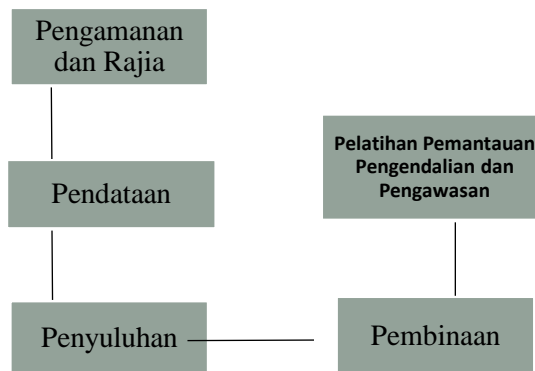 Pengamanan
dan Rajia
Pendataan
Penyuluhan
Pembinaan
Pelatihan Pemantauan
Pengendalian dan
Pengawasan